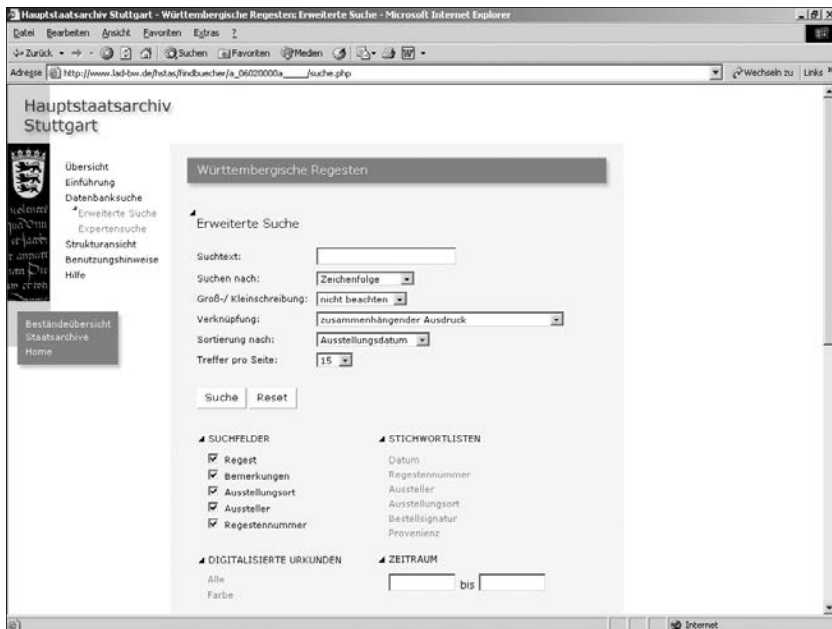 Hauptstaatsarchiv Stuttgart - Württembergische Regesten; Erweiterte Suche - Microsoft Internet Explorer
Datei Bearbeiten Ansicht Favoriten Extras ?
Zurück Suchen Favoriten Medien
Adresse http://www.lad-bw.de/hstas/findbuecher/a_06020000a_____/suche.php Wechseln zu Links »
Hauptstaatsarchiv
Stuttgart
Übersicht
Einführung
Datenbanksuche
Erweiterte Suche
Expertensuche
Strukturansicht
Benutzungshinweise
Hilfe
Beständeübersicht
Staatsarchive
Home
Württembergische Regesten
Erweiterte Suche
Suchtext:
Suchen nach: Zeichenfolge
Groß-/ Kleinschreibung: nicht beachten
Verknüpfung: zusammenhängender Ausdruck
Sortierung nach: Ausstellungsdatum
Treffer pro Seite: 15
Suche Reset
SUCHFELDER
Regest
Bemerkungen
Ausstellungsort
Aussteller
Regestennummer
STICHWORTLISTEN
Datum
Regestennummer
Aussteller
Ausstellungsort
Bestellsignatur
Provenienz
DIGITALISIERTE URKUNDEN
Alle
Farbe
ZEITRAUM
bis
Internet